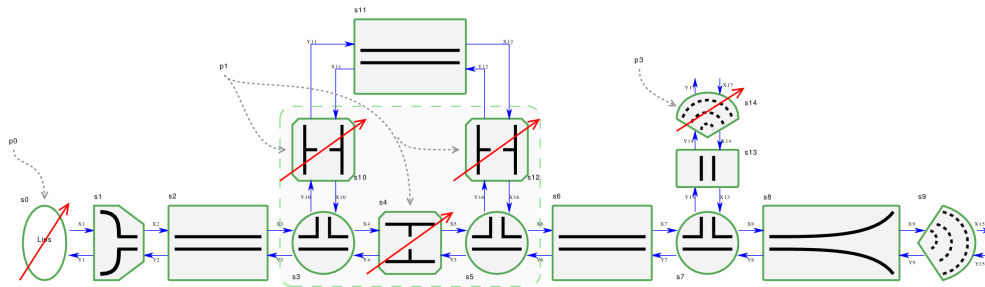 s11
Y11
X12
p1
X11
Y12
p3
X17
Y17
s14
p0
Y14
X14
s13
s10
s12
s0
s1
s2
Y10
X10
s4
Y16
X16
s6
Y13
X13
s8
s9
Lips
X1
X2
X3
X4
X5
X6
X7
X8
X9
X15
Y1
Y2
Y3
Y4
Y5
Y6
Y7
Y8
Y9
Y15
s3
s5
s7